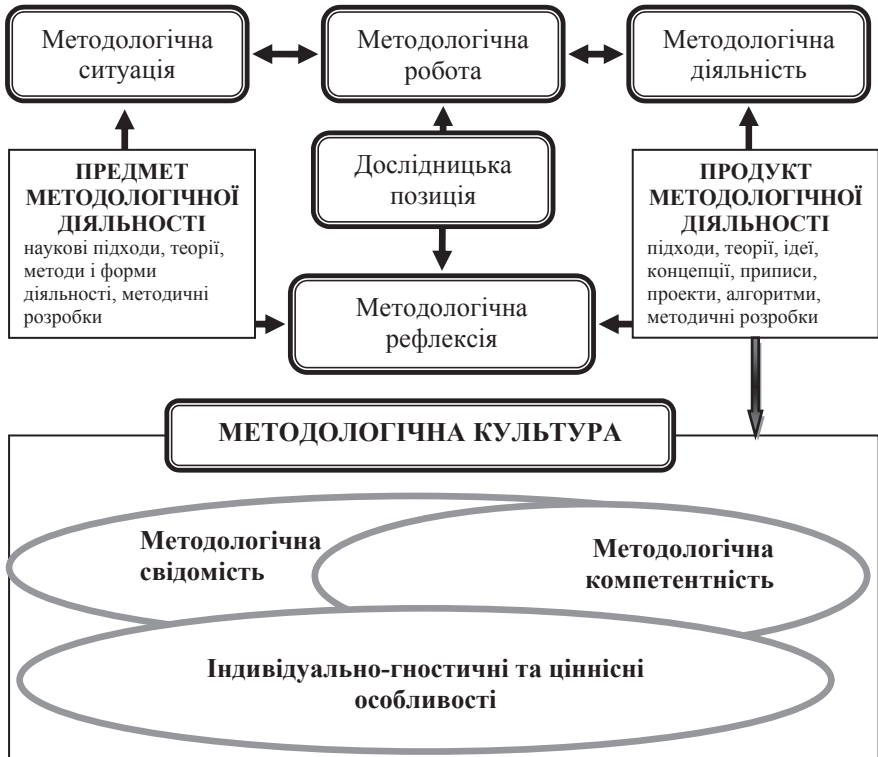 Методологічна
ситуація
Методологічна
робота
Методологічна
діяльність
ПРЕДМЕТ
МЕТОДОЛОГІЧНОЇ
ДІЯЛЬНОСТІ
наукові підходи, теорії,
методи і форми
діяльності, методичні
розробки
Дослідницька
позиція
Методологічна
рефлексія
ПРОДУКТ
МЕТОДОЛОГІЧНОЇ
ДІЯЛЬНОСТІ
підходи, теорії, ідеї,
концепції, приписи,
проекти, алгоритми,
методичні розробки
МЕТОДОЛОГІЧНА КУЛЬТУРА
Методологічна
свідомість
Методологічна
компетентність
Індивідуально-гностичні та ціннісні
особливості